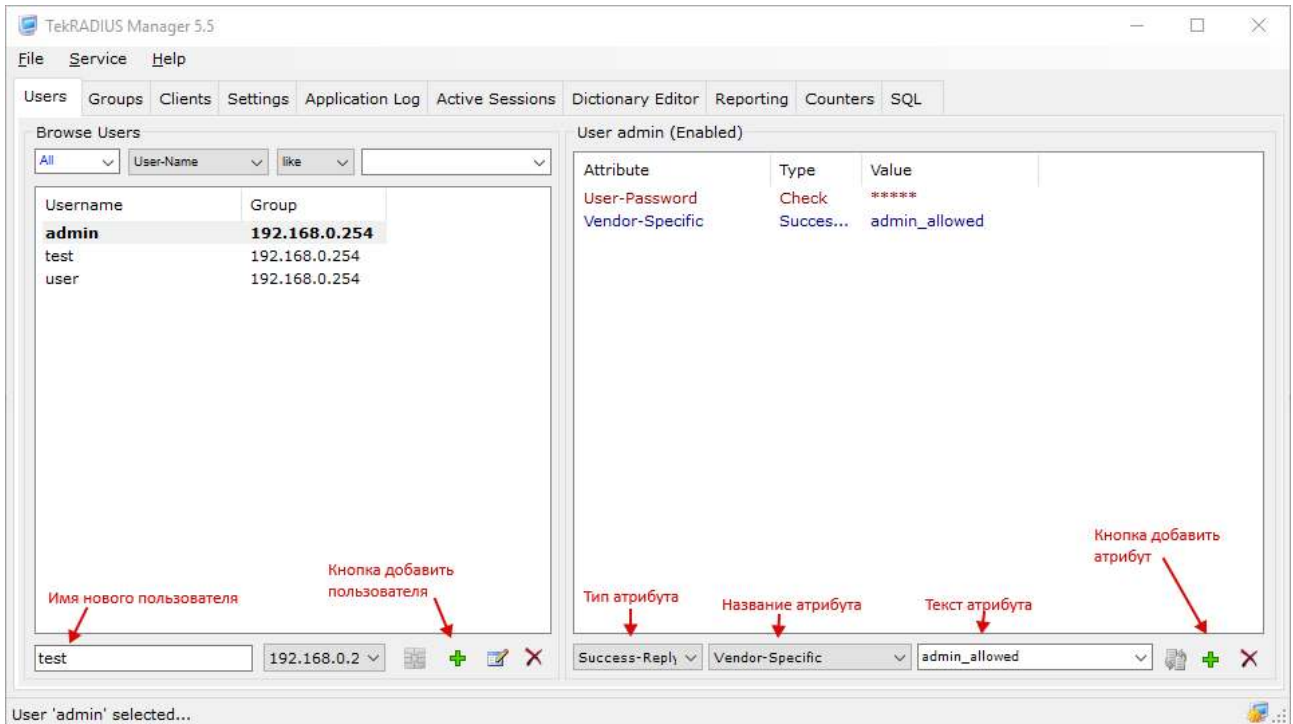 TekRADIUS Manager 5.5
File Service Help
Users Groups Clients Settings Application Log Active Sessions Dictionary Editor Reporting Counters SQL
Browse Users
All User-Name like
Username Group
admin 192.168.0.254
test 192.168.0.254
user 192.168.0.254
Имя нового пользователя
Кнопка добавить
пользователя
test 192.168.0.2
User admin (Enabled)
Attribute Type Value
User-Password Check *****
Vendor-Specific Succes... admin_allowed
Кнопка добавить
атрибут
Тип атрибута Название атрибута Текст атрибута
Success-Reply Vendor-Specific admin_allowed
User 'admin' selected...